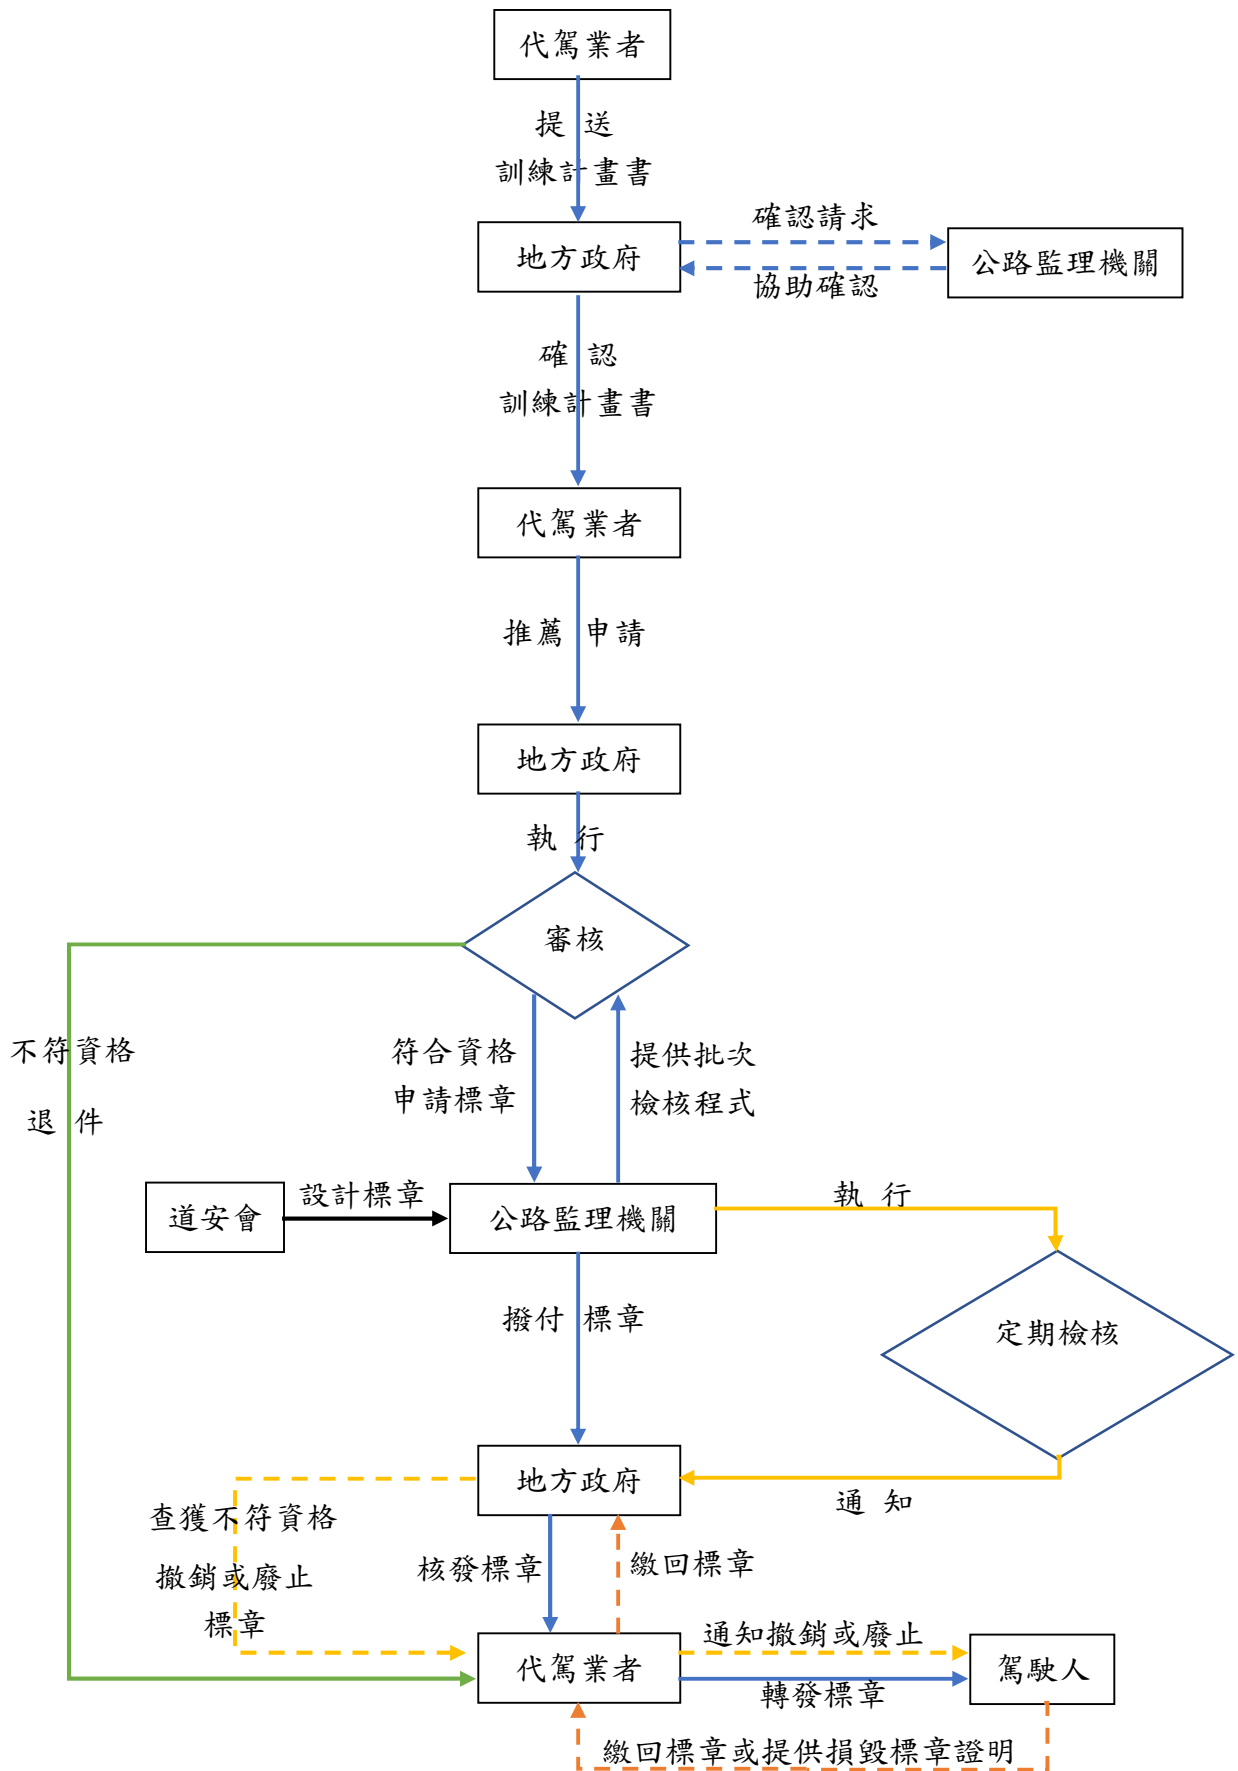 代駕業者
提 送
訓練計畫書
地方政府
確認請求
協助確認
公路監理機關
確 認
訓練計畫書
代駕業者
推薦 申請
地方政府
執 行
審核
不符資格
退 件
符合資格
申請標章
提供批次
檢核程式
道安會
設計標章
公路監理機關
執 行
定期檢核
撥付 標章
地方政府
通 知
查獲不符資格
撤銷或廢止
標章
核發標章
繳回標章
代駕業者
通知撤銷或廢止
轉發標章
駕駛人
繳回標章或提供損毀標章證明